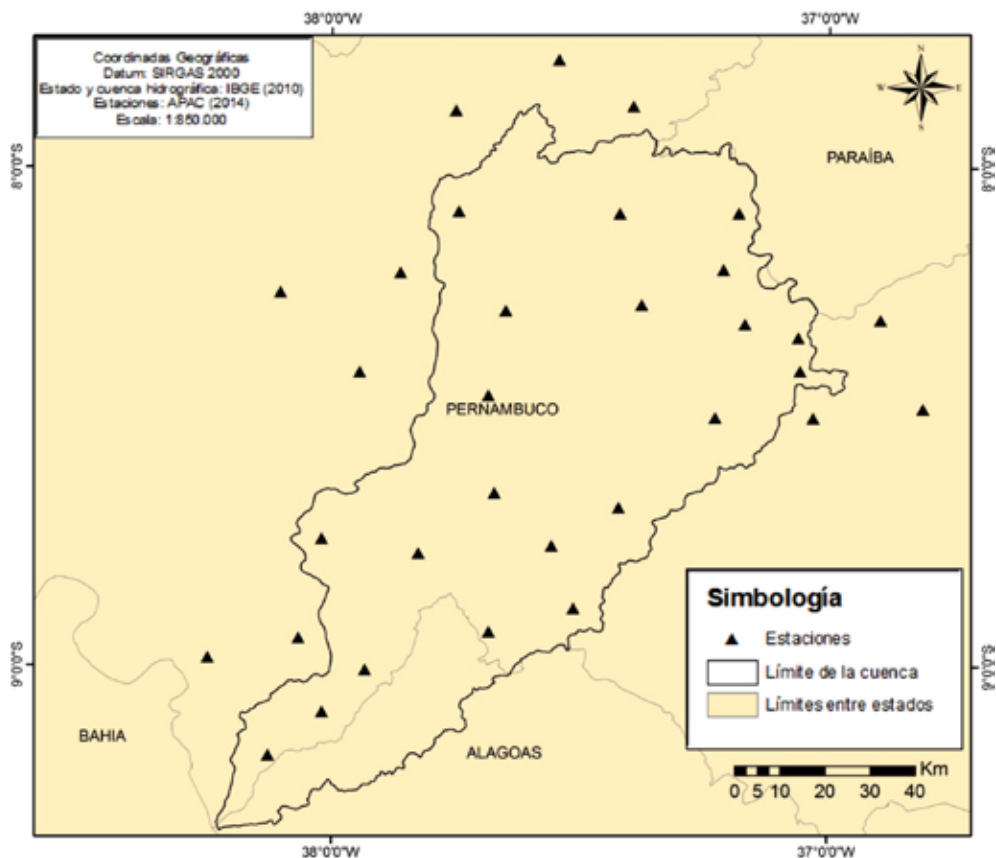 38°0'0"W
37°0'0"W
Coordinadas Geográficas
Datum: SIRGAS 2000
Estado y cuenca hidrográfica: IBGE (2010)
Estaciones: APAC (2014)
Escala: 1:850.000
N
W
E
S
8°0'0"S
8°0'0"S
PARAÍBA
PERNAMBUCO
Simbología
Estaciones
Límite de la cuenca
Límites entre estados
9°0'0"S
9°0'0"S
BAHIA
ALAGOAS
Km
0 5 10 20 30 40
38°0'0"W
37°0'0"W